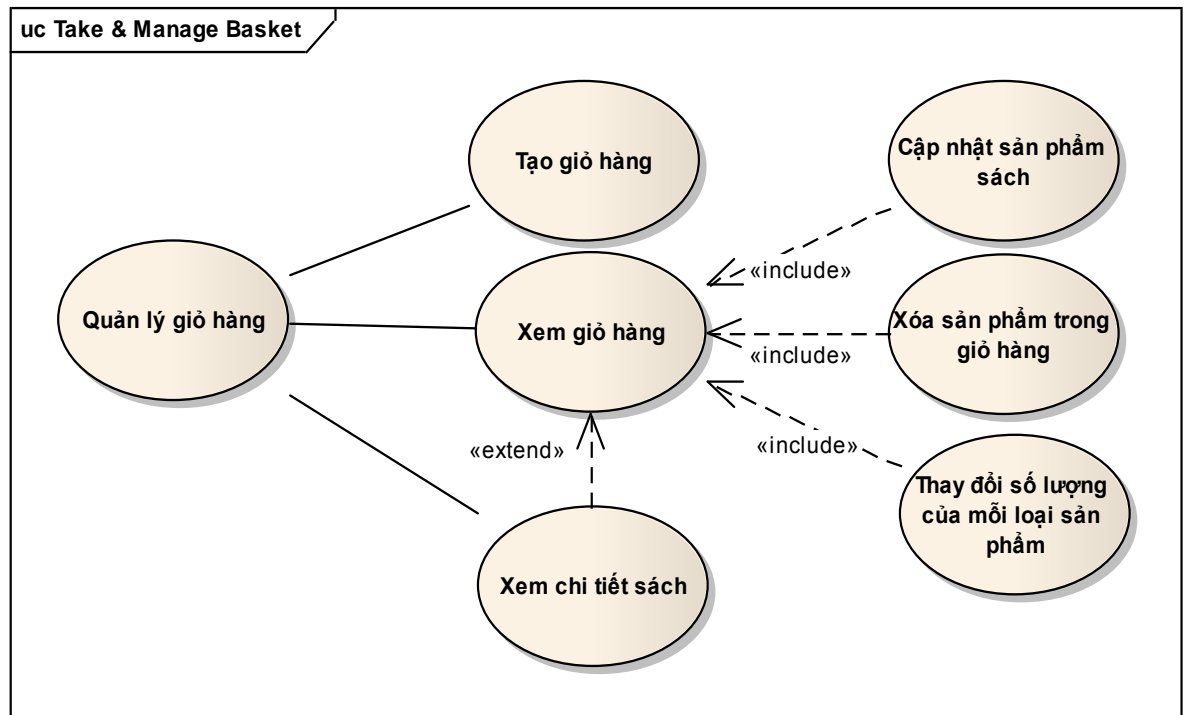 uc Take & Manage Basket
Tạo giỏ hàng
Cập nhật sản phẩm
sách
«include»
Quản lý giỏ hàng
Xem giỏ hàng
Xóa sản phẩm trong
giỏ hàng
«include»
«extend»
«include»
Thay đổi số lượng
của mỗi loại sản
phẩm
Xem chi tiết sách